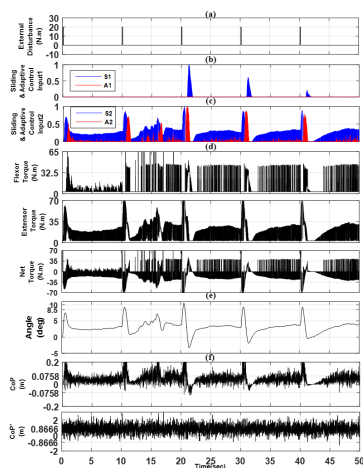 (a)
External Disturbance (N.m)
30
20
10
0
-10
(b)
Sliding & Adaptive Control Input1
1
0.5
0
S1
A1
(c)
Sliding & Adaptive Control Input2
1
0.5
0
S2
A2
(d)
Flexor Torque (N.m)
65
32.5
0
Extensor Torque (N.m)
70
35
0
Net Torque (N.m)
70
35
0
-35
-70
(e)
Angle (deg)
10
8
5
0
-5
(f)
CoP (m)
0.2
0.0758
-0.0758
-0.2
CoP' (m)
2
0.8666
-0.8666
-2
0 5 10 15 20 25 30 35 40 45 50
Time(sec)